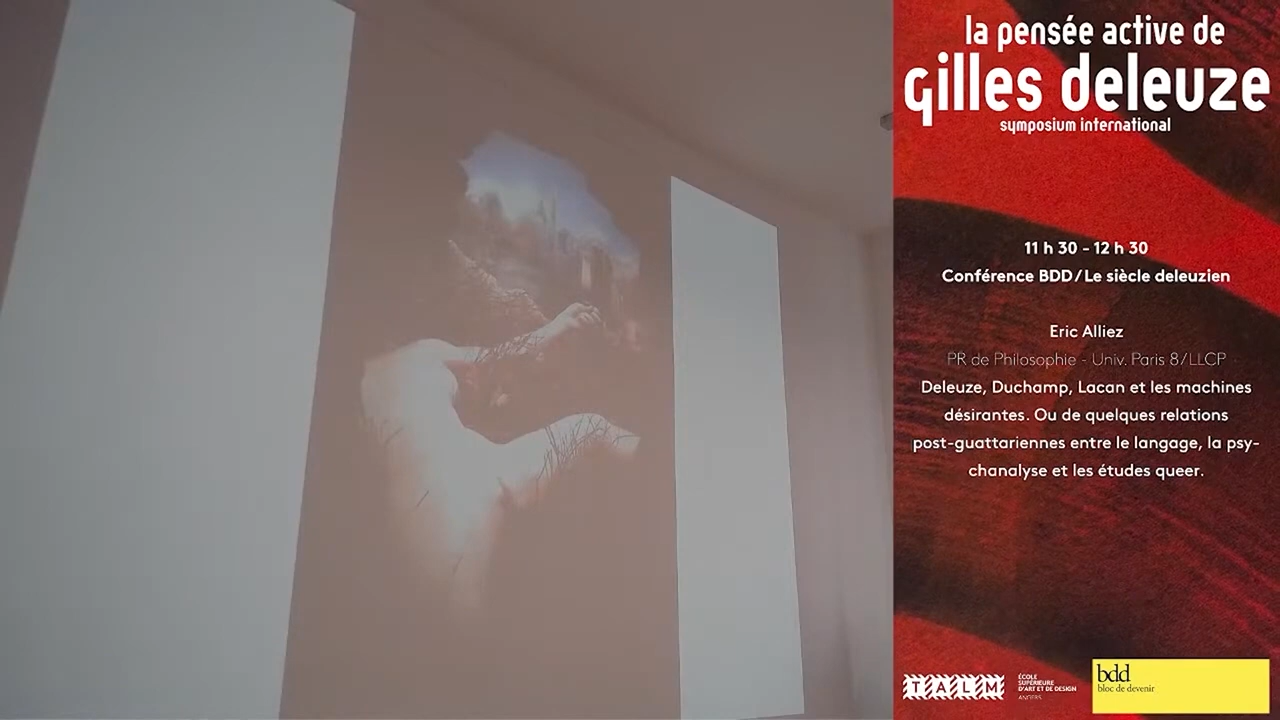 la pensée active de
gilles deleuze
symposium international
11 h 30 - 12 h 30
Conférence BDD / Le siècle deleuzien
Eric Alliez
PR de Philosophie - Univ. Paris 8 / LLCP
Deleuze, Duchamp, Lacan et les machines
désirantes. Ou de quelques relations
post-guattariennes entre le langage, la psy-
chanalyse et les études queer.
TALM
ÉCOLE
SUPÉRIEURE
D'ART ET DE DESIGN
ANGERS
bdd
bloc de devenir